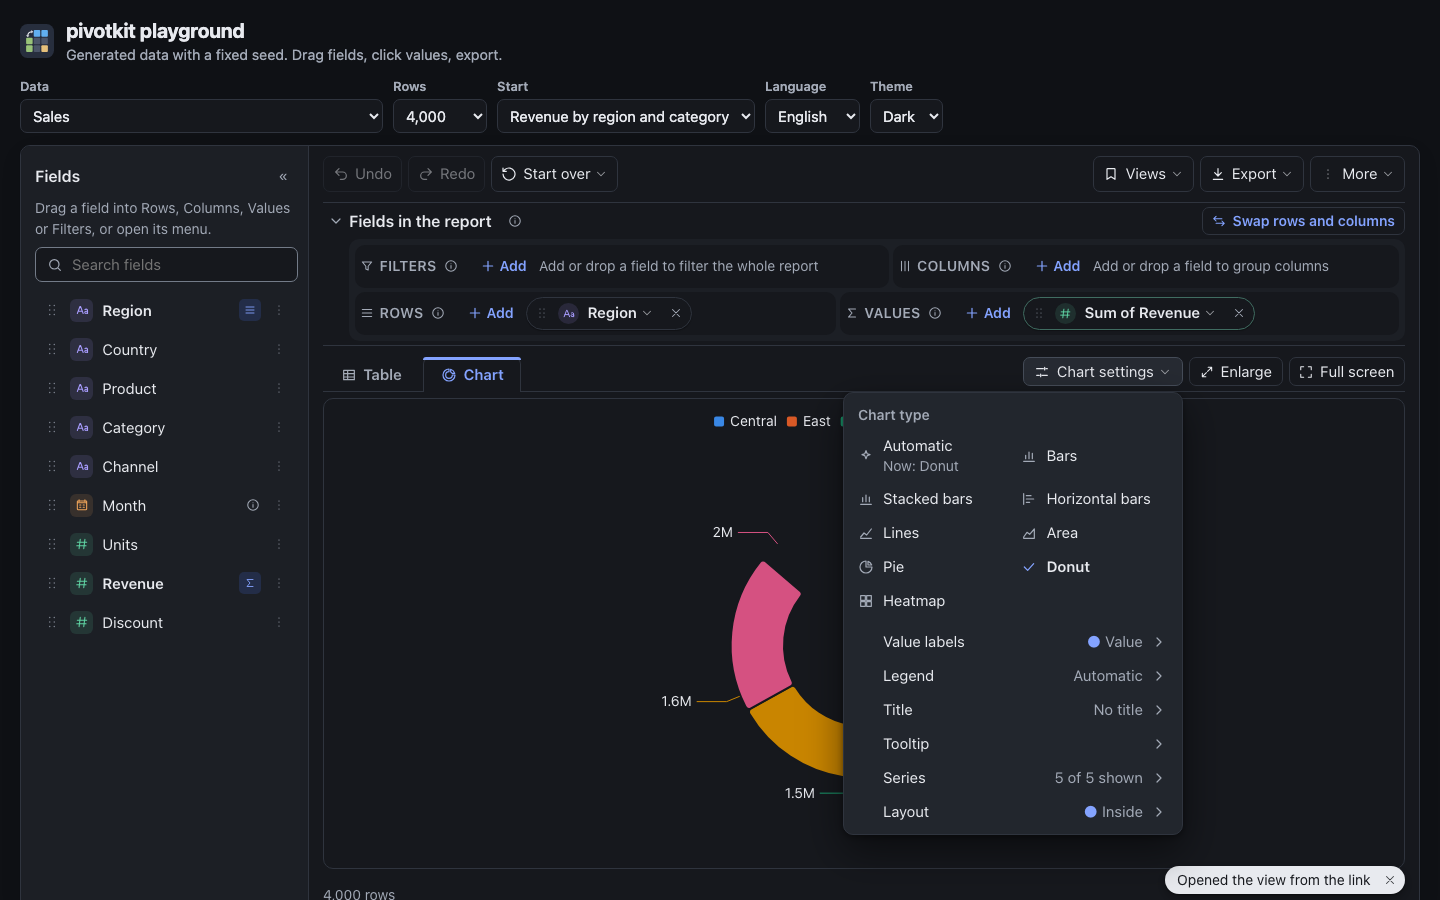 pivotkit playground
Generated data with a fixed seed. Drag fields, click values, export.
Data
Rows
Start
Language
Theme
Sales
4,000
Revenue by region and category
English
Dark
Fields
«
Drag a field into Rows, Columns, Values
or Filters, or open its menu.
Search fields
Aa Region
Aa Country
Aa Product
Aa Category
Aa Channel
Month
# Units
# Revenue Σ
# Discount
Undo
Redo
Start over
Views
Export
More
Fields in the report
Swap rows and columns
FILTERS
+ Add
Add or drop a field to filter the whole report
COLUMNS
+ Add
Add or drop a field to group columns
ROWS
+ Add
Aa Region
Σ VALUES
+ Add
# Sum of Revenue
Table
Chart
Chart settings
Enlarge
Full screen
Central
East
2M
1.6M
1.5M
Chart type
Automatic
Now: Donut
Bars
Stacked bars
Horizontal bars
Lines
Area
Pie
Donut
Heatmap
Value labels
Value
Legend
Automatic
Title
No title
Tooltip
Series
5 of 5 shown
Layout
Inside
4,000 rows
Opened the view from the link